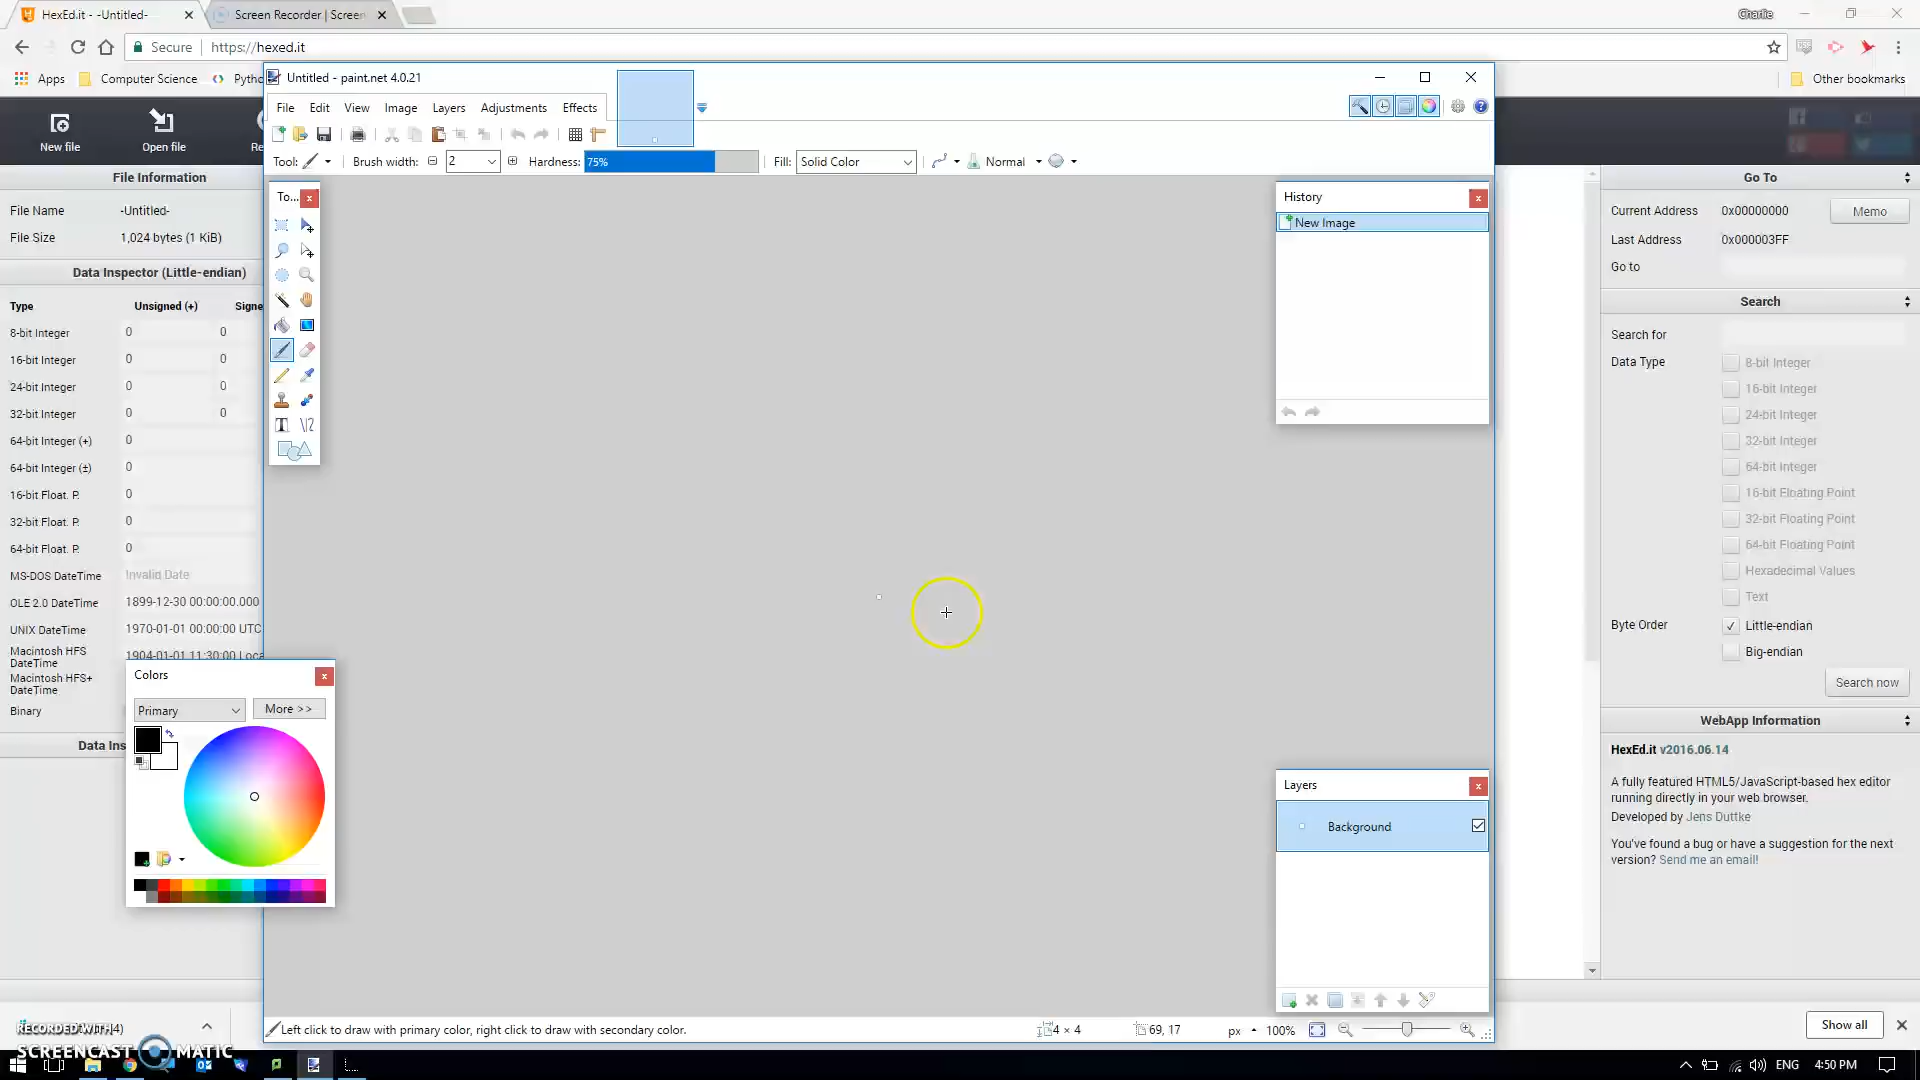 HexEd.it - -Untitled-
Screen Recorder | Screen
Charlie
Secure
https://hexed.it
Apps
Computer Science
Pytho
Other bookmarks
Untitled - paint.net 4.0.21
File
Edit
View
Image
Layers
Adjustments
Effects
New file
Open file
Re
Tool:
Brush width:
2
Hardness:
75%
Fill:
Solid Color
Normal
File Information
File Name
-Untitled-
File Size
1,024 bytes (1 KiB)
Data Inspector (Little-endian)
Type
Unsigned (+)
Signe
8-bit Integer
0
0
16-bit Integer
0
0
24-bit Integer
0
0
32-bit Integer
0
0
64-bit Integer (+)
0
64-bit Integer (±)
0
16-bit Float. P.
0
32-bit Float. P.
0
64-bit Float. P.
0
MS-DOS DateTime
Invalid Date
OLE 2.0 DateTime
1899-12-30 00:00:00.000
UNIX DateTime
1970-01-01 00:00:00 UTC
Macintosh HFS
DateTime
1904-01-01 11:30:00 Loca
Macintosh HFS+
DateTime
Binary
Data Ins
To...
Colors
Primary
More >>
History
New Image
Layers
Background
Go To
Current Address
0x00000000
Memo
Last Address
0x000003FF
Go to
Search
Search for
Data Type
8-bit Integer
16-bit Integer
24-bit Integer
32-bit Integer
64-bit Integer
16-bit Floating Point
32-bit Floating Point
64-bit Floating Point
Hexadecimal Values
Text
Byte Order
Little-endian
Big-endian
Search now
WebApp Information
HexEd.it v2016.06.14
A fully featured HTML5/JavaScript-based hex editor
running directly in your web browser.
Developed by Jens Duttke
You've found a bug or have a suggestion for the next
version? Send me an email!
Left click to draw with primary color, right click to draw with secondary color.
4 × 4
69, 17
px
100%
Show all
RECORDED WITH
SCREENCAST
MATIC
ENG
4:50 PM